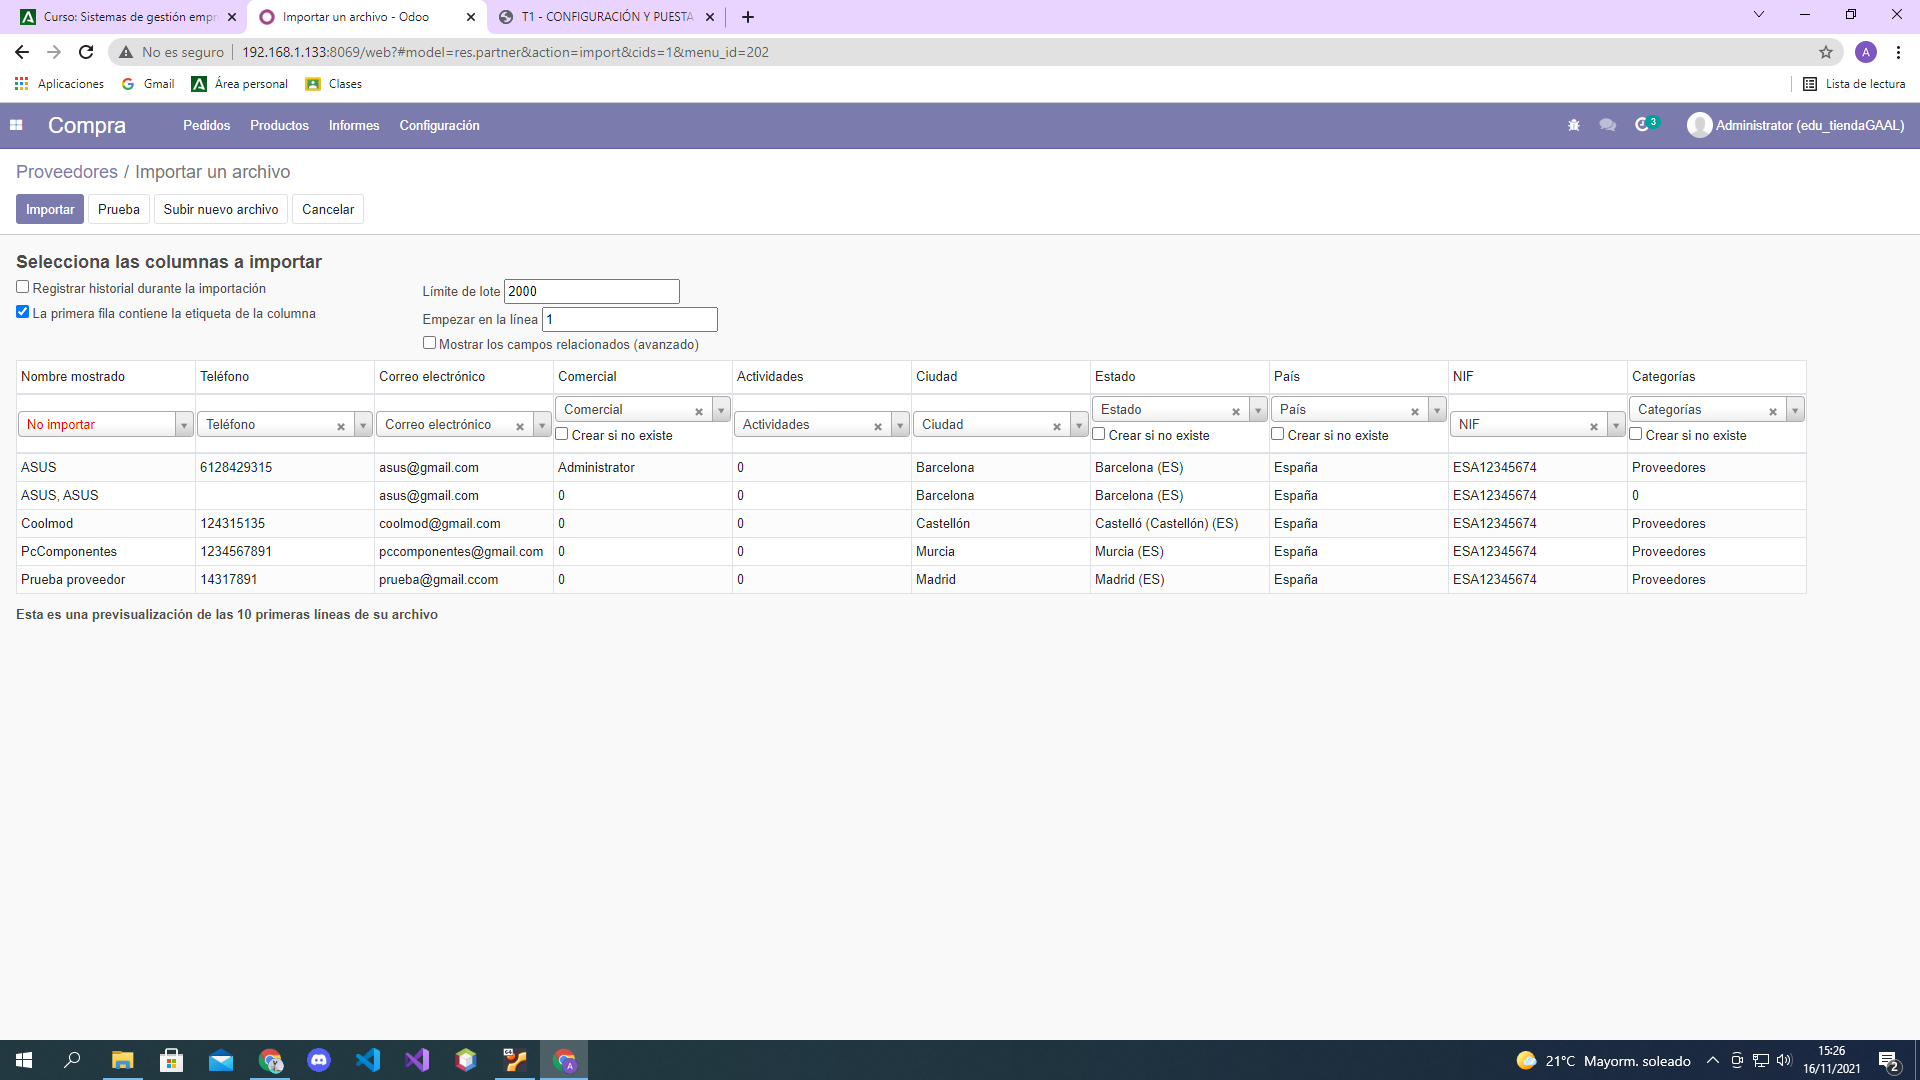 Curso: Sistemas de gestión empr
Importar un archivo - Odoo
T1 - CONFIGURACIÓN Y PUESTA
No es seguro
192.168.1.133:8069/web?#model=res.partner&action=import&cids=1&menu_id=202
A
Aplicaciones
Gmail
Área personal
Clases
Lista de lectura
Compra
Pedidos
Productos
Informes
Configuración
3
Administrator (edu_tiendaGAAL)
Proveedores / Importar un archivo
Importar
Prueba
Subir nuevo archivo
Cancelar
Selecciona las columnas a importar
Registrar historial durante la importación
La primera fila contiene la etiqueta de la columna
Límite de lote 2000
Empezar en la línea 1
Mostrar los campos relacionados (avanzado)
Nombre mostrado Teléfono Correo electrónico Comercial Actividades Ciudad Estado País NIF Categorías
No importar Teléfono Correo electrónico Comercial Actividades Ciudad Estado País NIF Categorías
Crear si no existe Crear si no existe Crear si no existe Crear si no existe
ASUS 6128429315 asus@gmail.com Administrator 0 Barcelona Barcelona (ES) España ESA12345674 Proveedores
ASUS, ASUS asus@gmail.com 0 0 Barcelona Barcelona (ES) España ESA12345674 0
Coolmod 124315135 coolmod@gmail.com 0 0 Castellón Castelló (Castellón) (ES) España ESA12345674 Proveedores
PcComponentes 1234567891 pccomponentes@gmail.com 0 0 Murcia Murcia (ES) España ESA12345674 Proveedores
Prueba proveedor 14317891 prueba@gmail.ccom 0 0 Madrid Madrid (ES) España ESA12345674 Proveedores
Esta es una previsualización de las 10 primeras líneas de su archivo
21°C Mayorm. soleado
15:26
16/11/2021
2